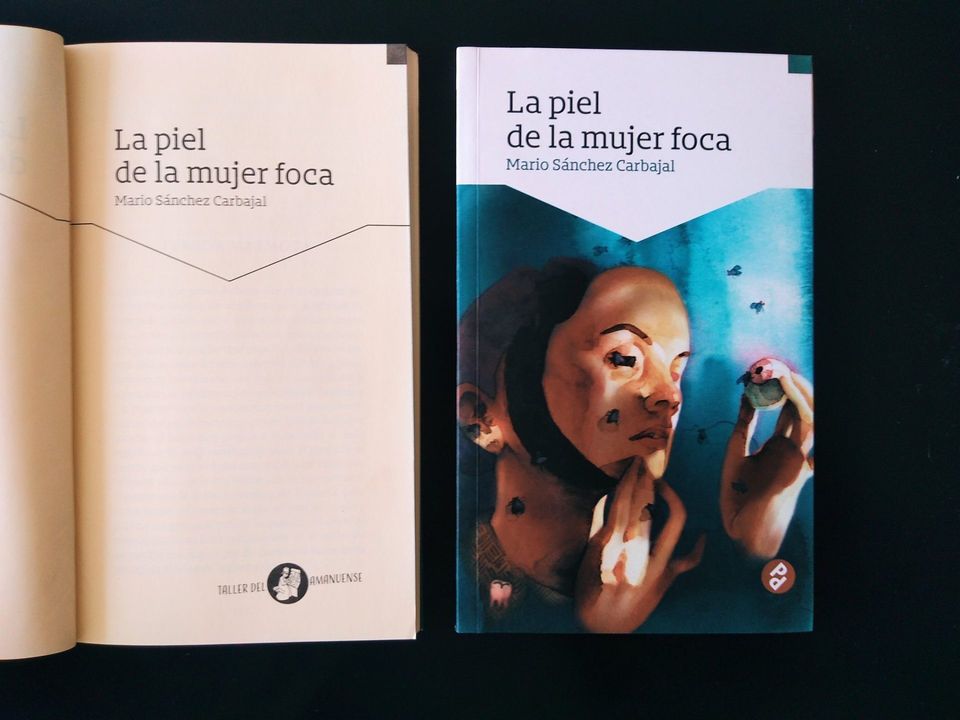 La piel
de la mujer foca
Mario Sánchez Carbajal
TALLER DEL AMANUENSE
La piel
de la mujer foca
Mario Sánchez Carbajal